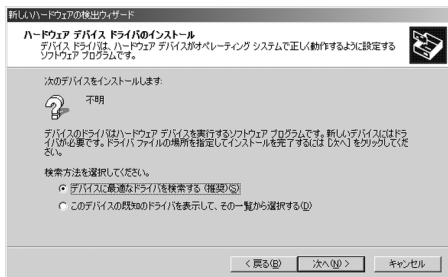 新しいハードウェアの検出ウィザード
ハードウェア デバイス ドライバのインストール
デバイス ドライバは、ハードウェア デバイスがオペレーティング システムで正しく動作するように設定する
ソフトウェア プログラムです。
次のデバイスをインストールします:
不明
デバイスのドライバはハードウェア デバイスを実行するソフトウェア プログラムです。新しいデバイスにはドラ
イバが必要です。ドライバ ファイルの場所を指定してインストールを完了するには [次へ] をクリックしてくだ
さい。
検索方法を選択してください。
デバイスに最適なドライバを検索する (推奨)(S)
このデバイスの既知のドライバを表示して、その一覧から選択する(D)
< 戻る(B)
次へ(N) >
キャンセル